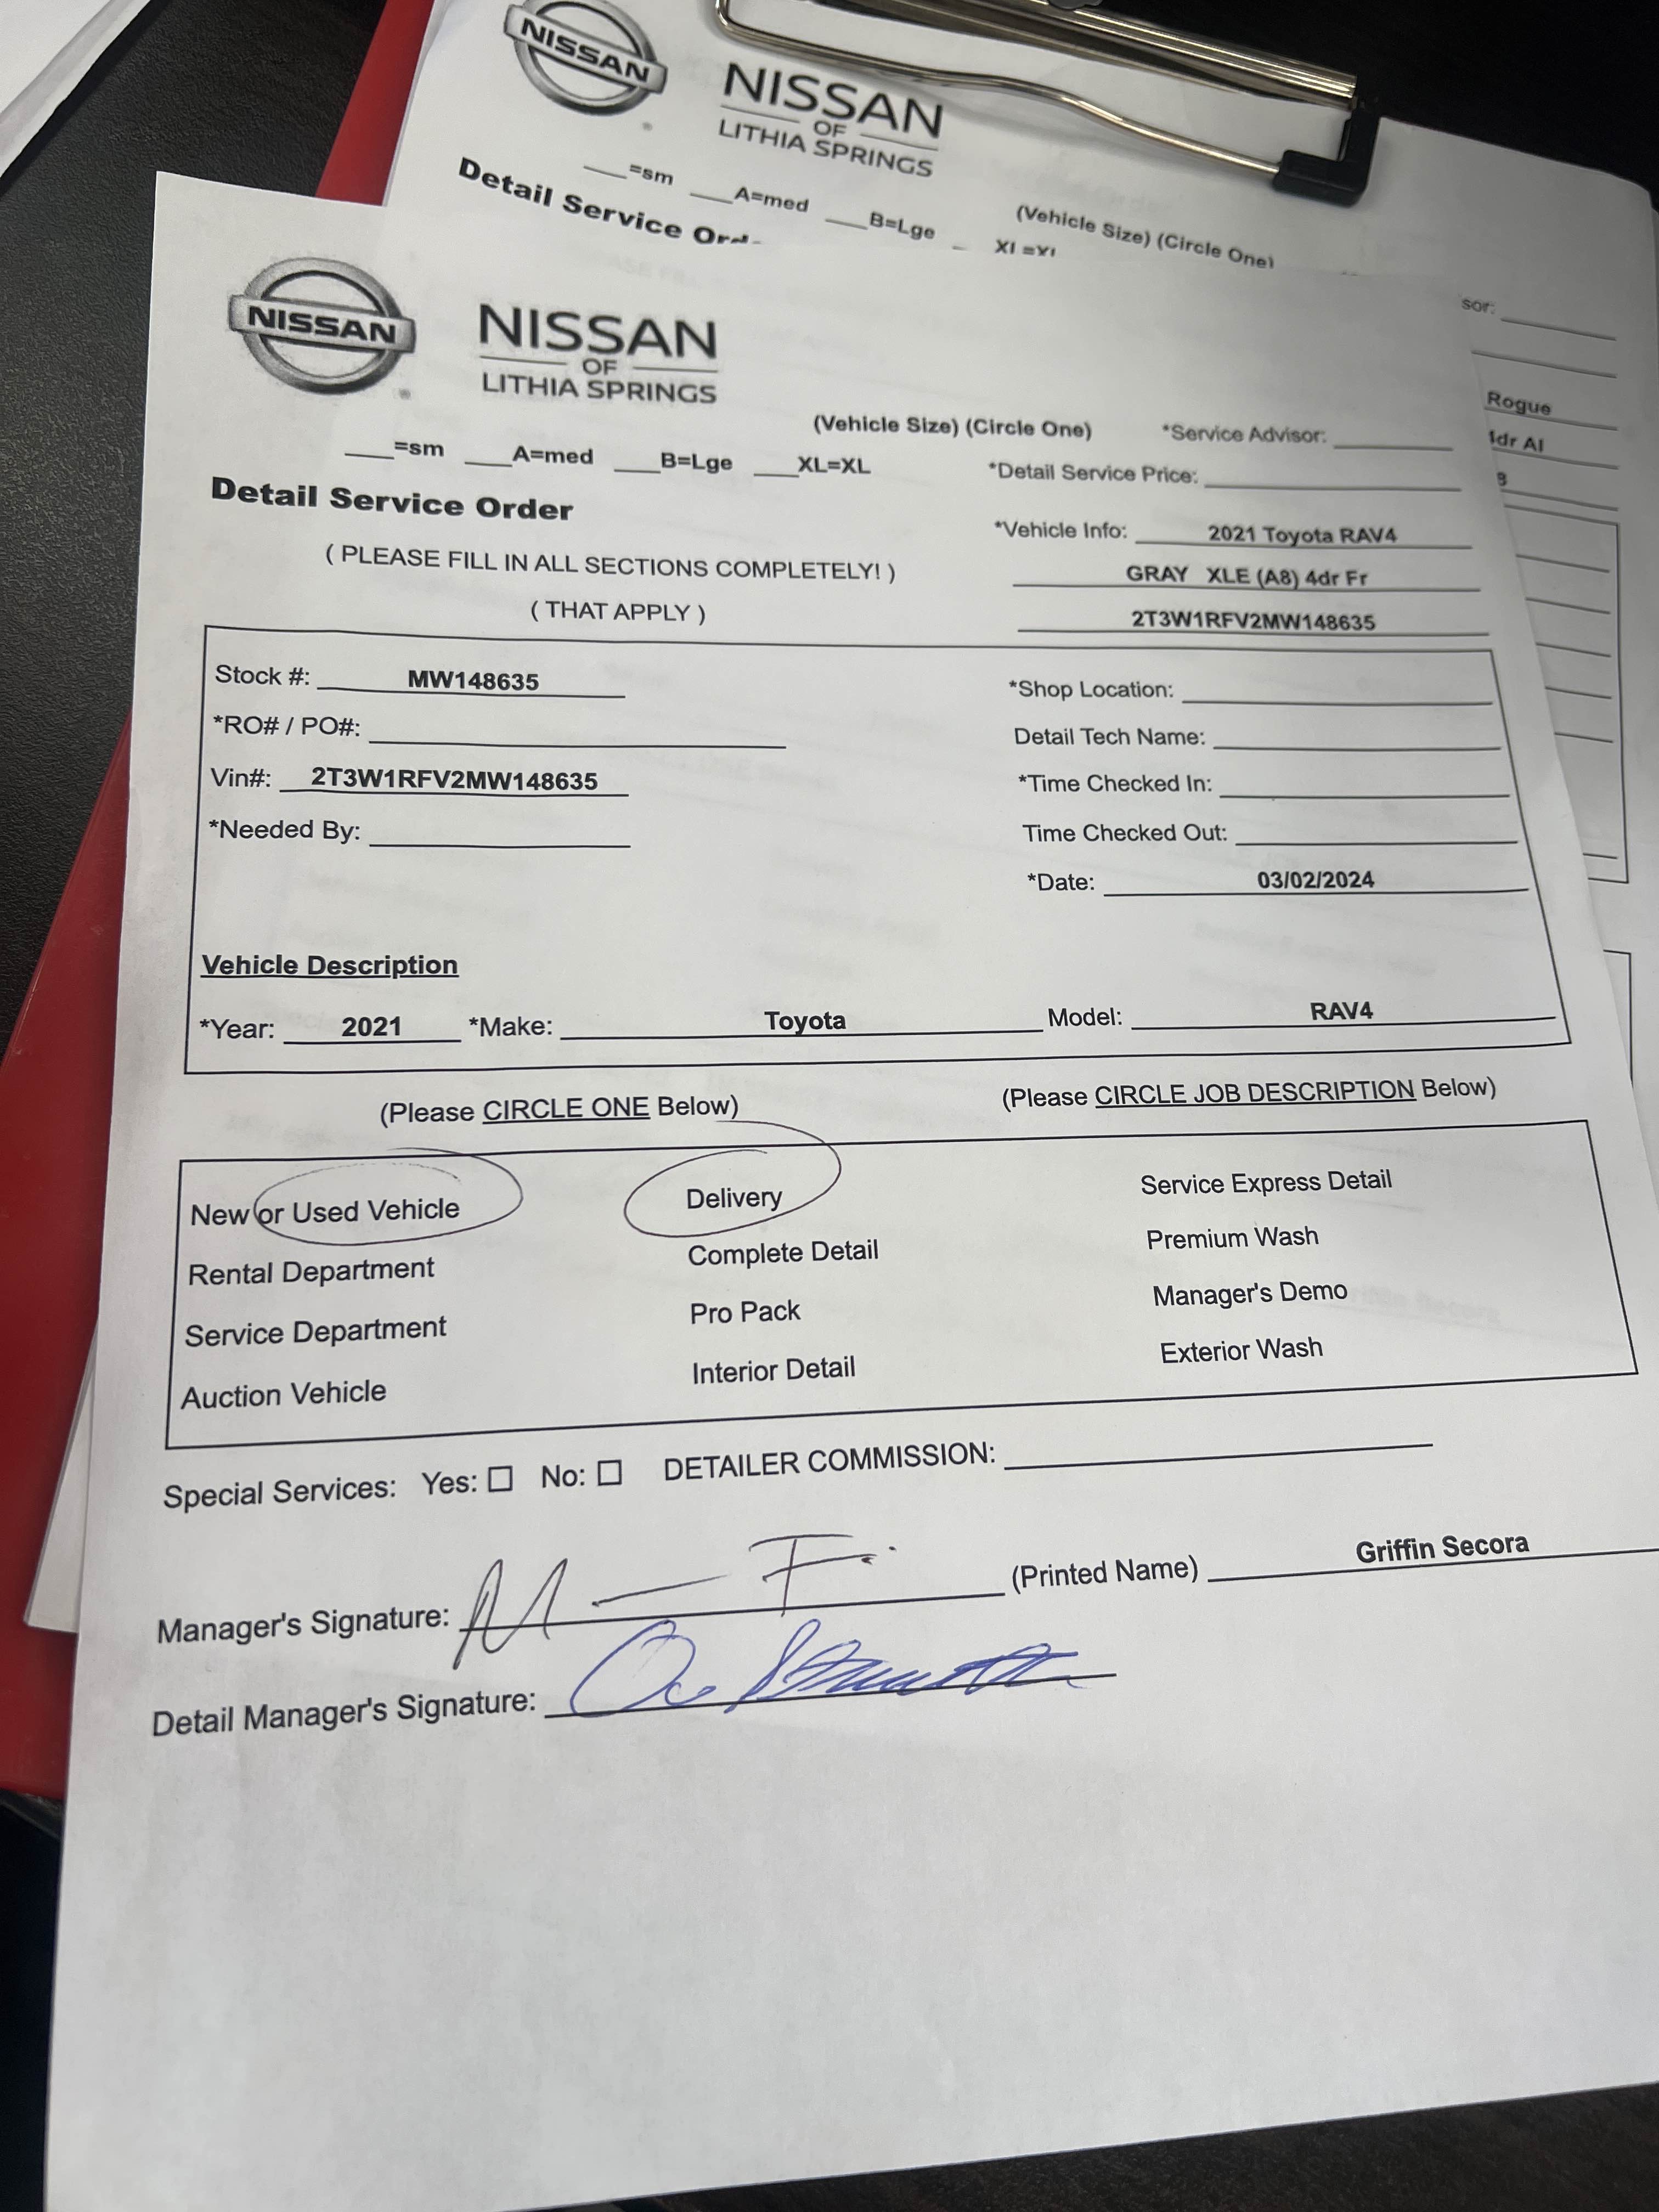 NISSAN
NISSAN
OF
LITHIA SPRINGS
___=sm ___A=med ___B=Lge
(Vehicle Size) (Circle One)
Detail Service
sor:
Rogue
4dr Al
NISSAN
NISSAN
OF
LITHIA SPRINGS
(Vehicle Size) (Circle One) *Service Advisor:
___=sm ___A=med ___B=Lge ___XL=XL
*Detail Service Price:
Detail Service Order
*Vehicle Info: 2021 Toyota RAV4
( PLEASE FILL IN ALL SECTIONS COMPLETELY! )
GRAY XLE (A8) 4dr Fr
( THAT APPLY )
2T3W1RFV2MW148635
Stock #: MW148635
*Shop Location:
*RO# / PO#:
Detail Tech Name:
Vin#: 2T3W1RFV2MW148635
*Time Checked In:
*Needed By:
Time Checked Out:
*Date: 03/02/2024
Vehicle Description
*Year: 2021 *Make: Toyota Model: RAV4
(Please CIRCLE ONE Below) (Please CIRCLE JOB DESCRIPTION Below)
New or Used Vehicle Delivery Service Express Detail
Rental Department Complete Detail Premium Wash
Service Department Pro Pack Manager's Demo
Auction Vehicle Interior Detail Exterior Wash
Special Services: Yes: ☐ No: ☐ DETAILER COMMISSION:
Manager's Signature: (Printed Name) Griffin Secora
Detail Manager's Signature: